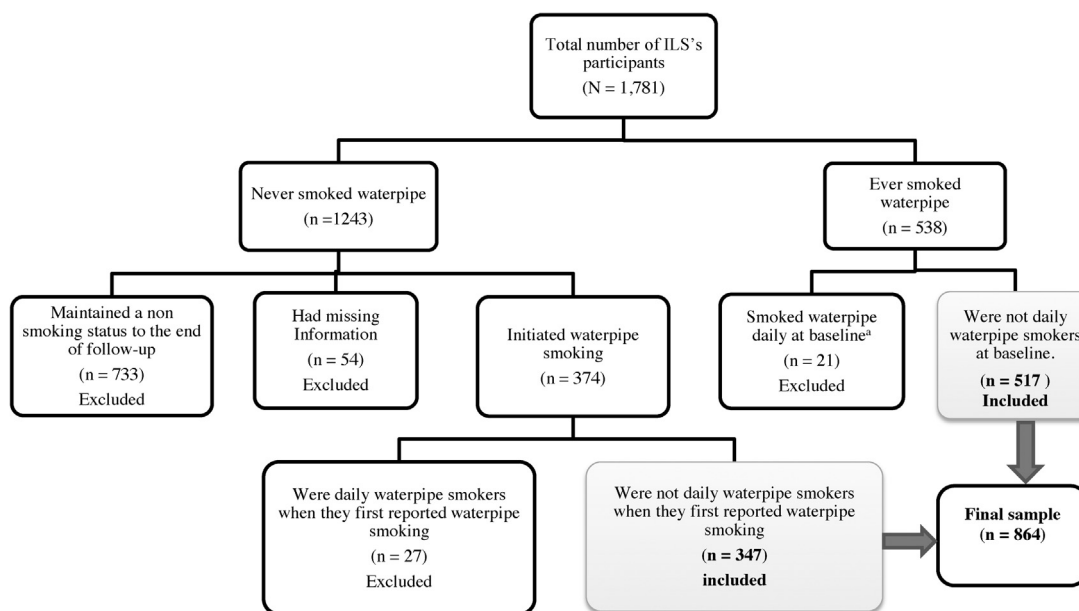 Total number of ILS's
participants
(N = 1,781)
Never smoked waterpipe
(n =1243)
Ever smoked
waterpipe
(n = 538)
Maintained a non
smoking status to the end
of follow-up
(n = 733)
Excluded
Had missing
Information
(n = 54)
Excluded
Initiated waterpipe
smoking
(n = 374)
Smoked waterpipe
daily at baselineᵃ
(n = 21)
Excluded
Were not daily
waterpipe smokers
at baseline.
(n = 517 )
Included
Were daily waterpipe smokers
when they first reported waterpipe
smoking
(n = 27)
Excluded
Were not daily waterpipe smokers
when they first reported waterpipe
smoking
(n = 347)
included
Final sample
(n = 864)